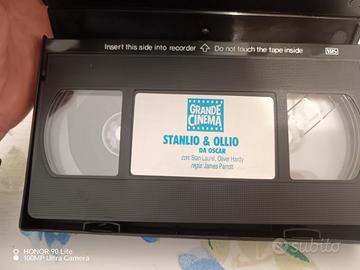 Insert this side into recorder ⇧ Do not touch the tape inside VHS
GRANDE
CINEMA
STANLIO & OLLIO
DA OSCAR
con: Stan Laurel, Oliver Hardy
regia: James Parrott
HONOR 90 Lite
100MP Ultra Camera
subito